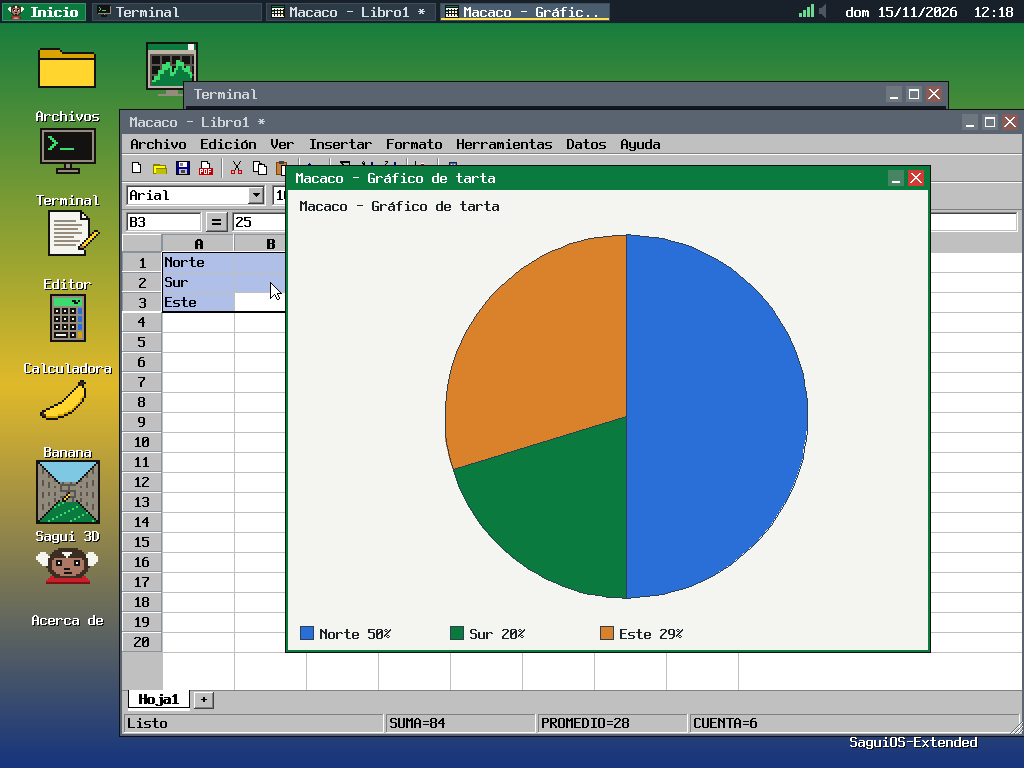 Inicio
Terminal
Macaco - Libro1 *
Macaco - Gráfic..
dom 15/11/2026
12:18
Archivos
Terminal
Editor
Calculadora
Banana
Sagui 3D
Acerca de
Terminal
Macaco - Libro1 *
Archivo Edición Ver Insertar Formato Herramientas Datos Ayuda
PDF
Arial
B3 = 25
A B
1 Norte
2 Sur
3 Este
4
5
6
7
8
9
10
11
12
13
14
15
16
17
18
19
20
Macaco - Gráfico de tarta
Macaco - Gráfico de tarta
Norte 50% Sur 20% Este 29%
Hoja1 +
Listo SUMA=84 PROMEDIO=28 CUENTA=6
SaguiOS-Extended